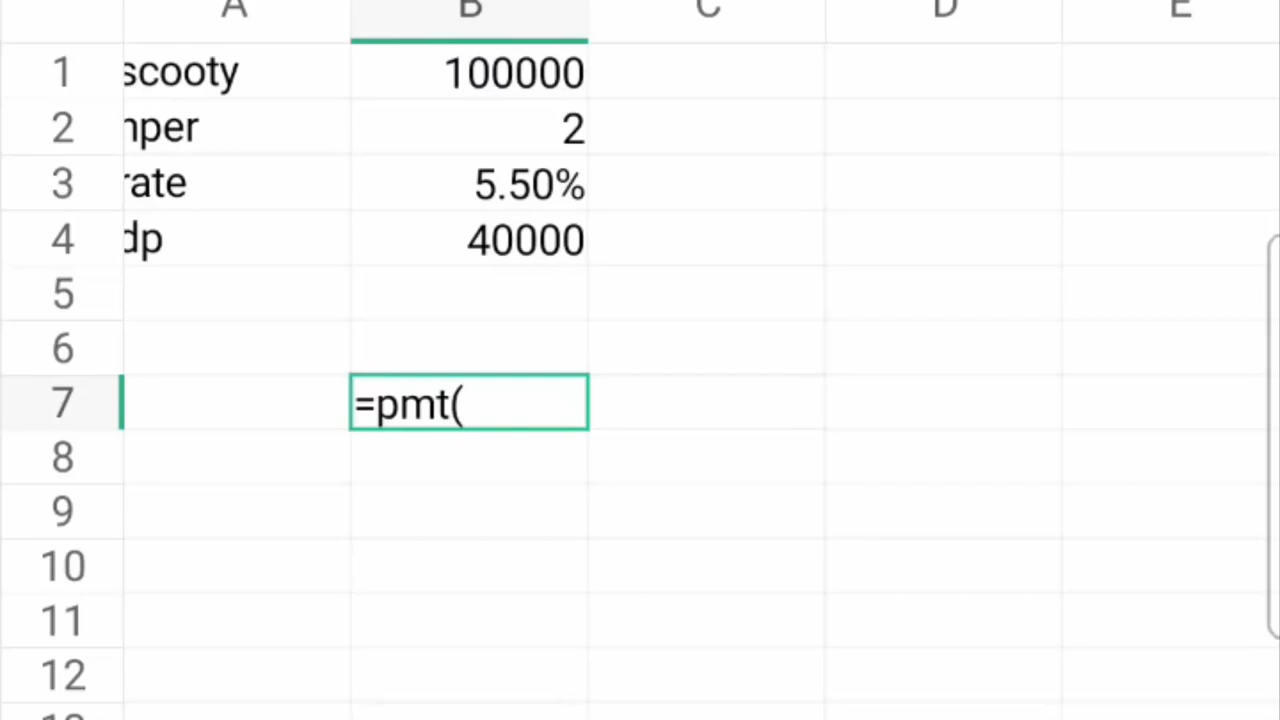 A B C D E
1 scooty 100000
2 nper 2
3 rate 5.50%
4 dp 40000
5
6
7 =pmt(
8
9
10
11
12